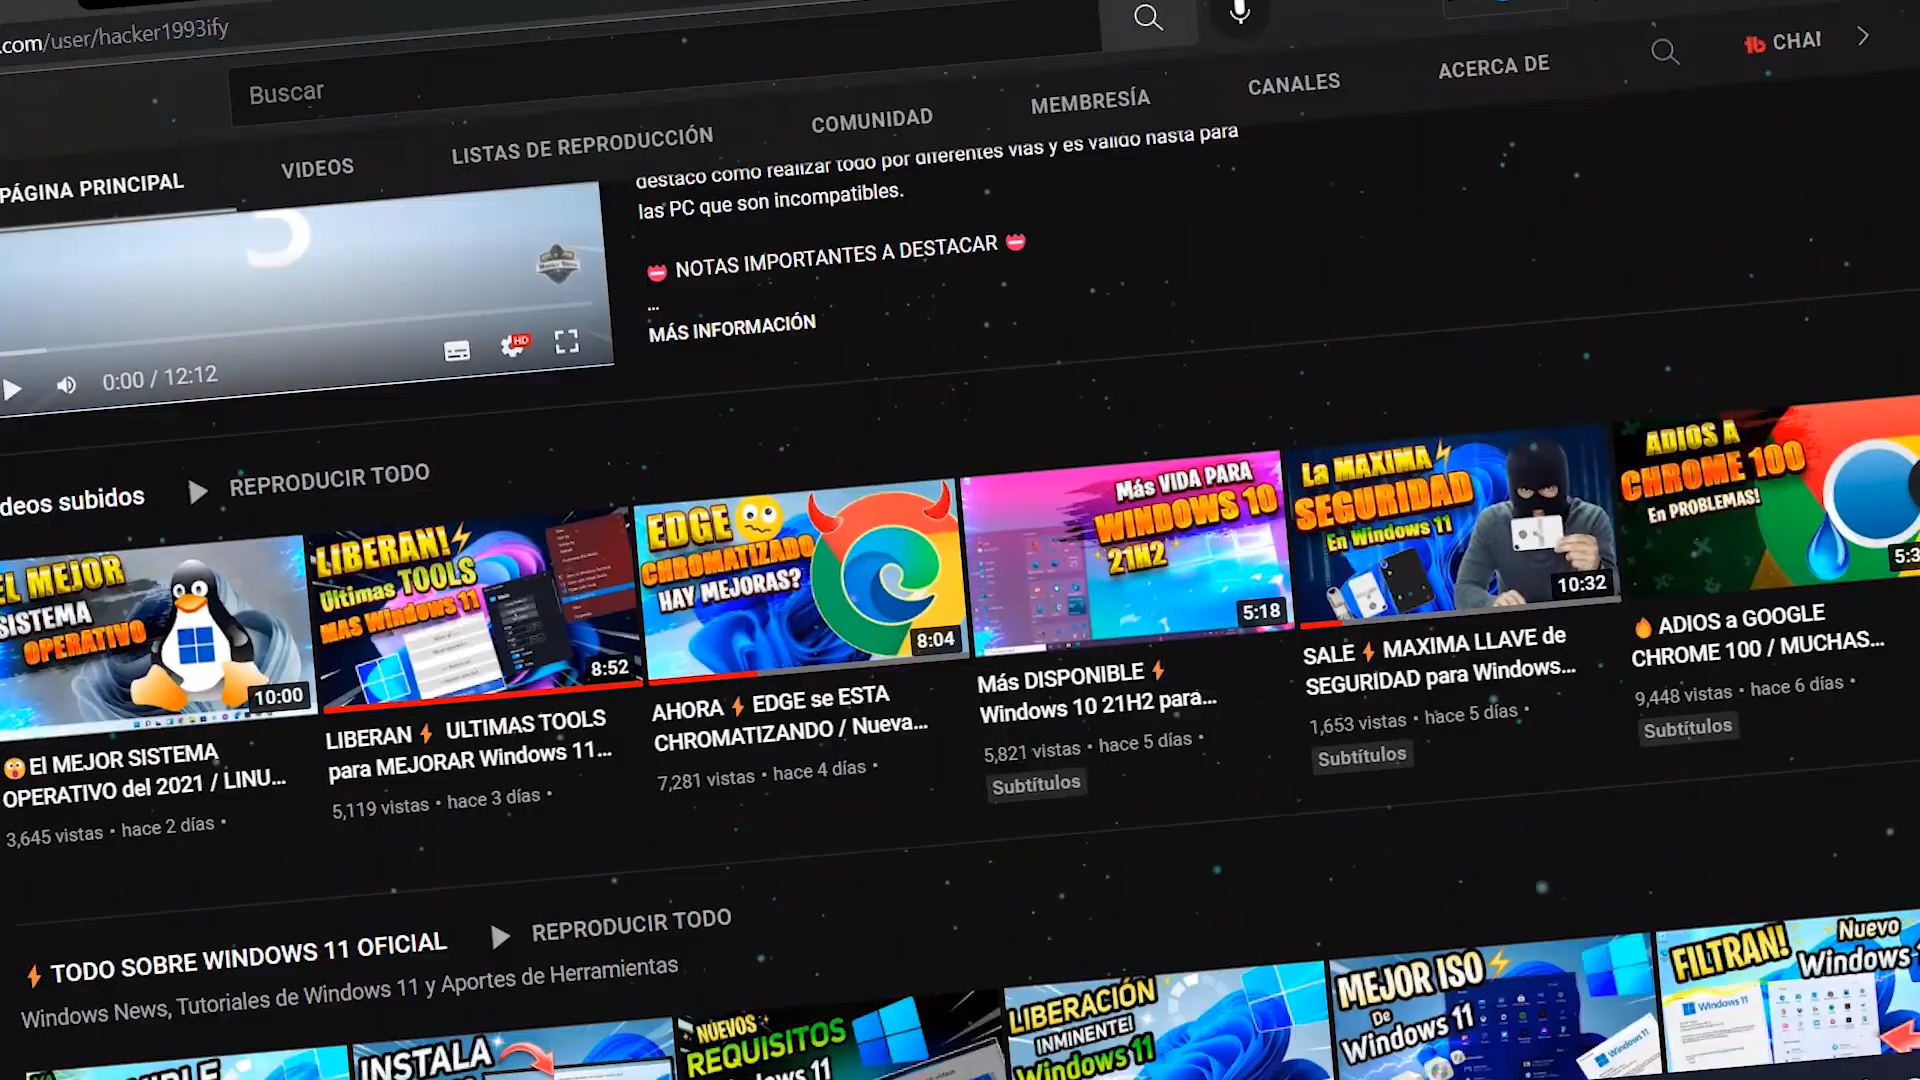 .com/user/hacker1993ify
Buscar
CHAI
PÁGINA PRINCIPAL
VIDEOS
LISTAS DE REPRODUCCIÓN
COMUNIDAD
MEMBRESÍA
CANALES
ACERCA DE
destaco como realizar todo por diferentes vías y es valido hasta para
las PC que son incompatibles.
NOTAS IMPORTANTES A DESTACAR
...
MÁS INFORMACIÓN
HD
0:00 / 12:12
deos subidos
REPRODUCIR TODO
EL MEJOR
SISTEMA
OPERATIVO
10:00
El MEJOR SISTEMA
OPERATIVO del 2021 / LINU...
3,645 vistas • hace 2 días •
LIBERAN!
Ultimas TOOLS
MAS Windows 11
8:52
LIBERAN ⚡ ULTIMAS TOOLS
para MEJORAR Windows 11...
5,119 vistas • hace 3 días •
EDGE
CHROMATIZADO
HAY MEJORAS?
8:04
AHORA ⚡ EDGE se ESTA
CHROMATIZANDO / Nueva...
7,281 vistas • hace 4 días •
Más VIDA PARA
WINDOWS 10
21H2
5:18
Más DISPONIBLE ⚡
Windows 10 21H2 para...
5,821 vistas • hace 5 días •
Subtítulos
La MAXIMA
SEGURIDAD
En Windows 11
10:32
SALE ⚡ MAXIMA LLAVE de
SEGURIDAD para Windows...
1,653 vistas • hace 5 días •
Subtítulos
ADIOS A
CHROME 100
En PROBLEMAS!
5:3
ADIOS a GOOGLE
CHROME 100 / MUCHAS...
9,448 vistas • hace 6 días •
Subtítulos
⚡ TODO SOBRE WINDOWS 11 OFICIAL
REPRODUCIR TODO
Windows News, Tutoriales de Windows 11 y Aportes de Herramientas
INSTALA
NUEVOS
REQUISITOS
LIBERACIÓN
INMINENTE!
Windows 11
MEJOR ISO
De
Windows 11
Windows 11
FILTRAN!
Nuevo
Windows
Windows 11